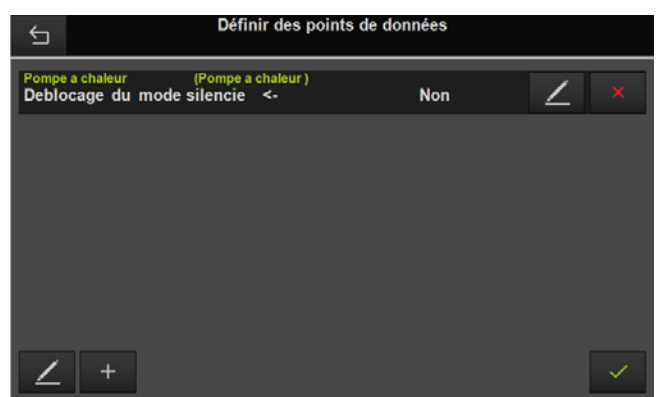 Définir des points de données
Pompe a chaleur (Pompe a chaleur )
Deblocage du mode silencie <- Non